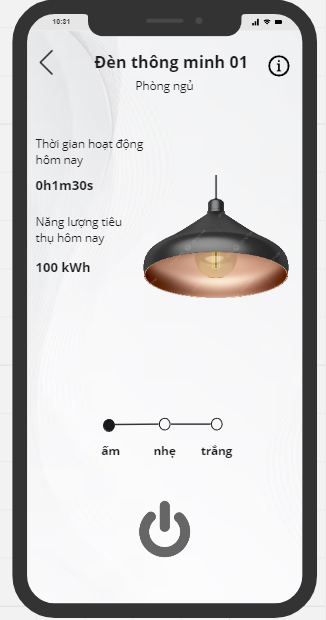 10:31
Đèn thông minh 01
Phòng ngủ
Thời gian hoạt động
hôm nay
0h1m30s
Năng lượng tiêu
thụ hôm nay
100 kWh
ấm nhẹ trắng